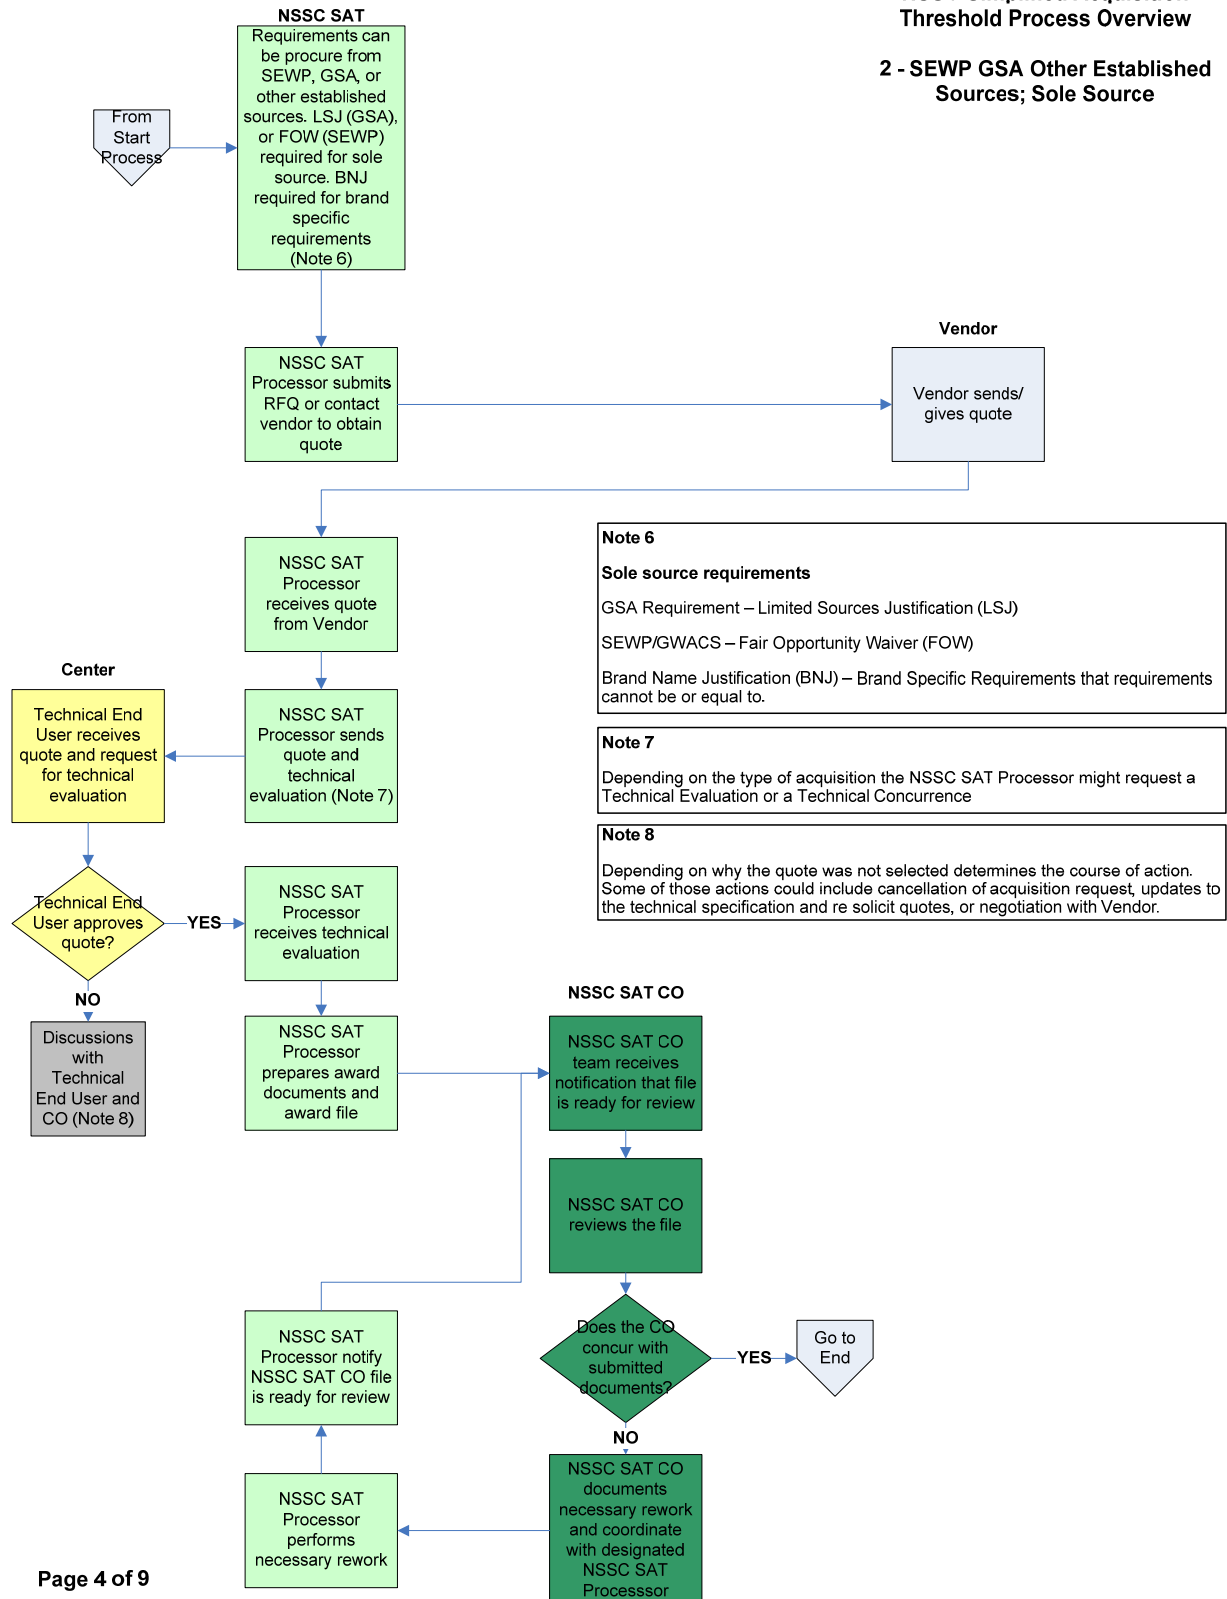 Threshold Process Overview
2 - SEWP GSA Other Established
Sources; Sole Source
NSSC SAT
Requirements can
be procure from
SEWP, GSA, or
other established
sources. LSJ (GSA),
or FOW (SEWP)
required for sole
source. BNJ
required for brand
specific
requirements
(Note 6)
From
Start
Process
NSSC SAT
Processor submits
RFQ or contact
vendor to obtain
quote
Vendor
Vendor sends/
gives quote
NSSC SAT
Processor
receives quote
from Vendor
Note 6
Sole source requirements
GSA Requirement – Limited Sources Justification (LSJ)
SEWP/GWACS – Fair Opportunity Waiver (FOW)
Brand Name Justification (BNJ) – Brand Specific Requirements that requirements
cannot be or equal to.
Center
Technical End
User receives
quote and request
for technical
evaluation
NSSC SAT
Processor sends
quote and
technical
evaluation (Note 7)
Note 7
Depending on the type of acquisition the NSSC SAT Processor might request a
Technical Evaluation or a Technical Concurrence
Note 8
Depending on why the quote was not selected determines the course of action.
Some of those actions could include cancellation of acquisition request, updates to
the technical specification and re solicit quotes, or negotiation with Vendor.
Technical End
User approves
quote?
YES
NSSC SAT
Processor
receives technical
evaluation
NO
Discussions
with
Technical
End User and
CO (Note 8)
NSSC SAT
Processor
prepares award
documents and
award file
NSSC SAT CO
NSSC SAT CO
team receives
notification that file
is ready for review
NSSC SAT CO
reviews the file
Does the CO
concur with
submitted
documents?
YES
Go to
End
NO
NSSC SAT
Processor notify
NSSC SAT CO file
is ready for review
NSSC SAT
Processor
performs
necessary rework
NSSC SAT CO
documents
necessary rework
and coordinate
with designated
NSSC SAT
Processsor
Page 4 of 9